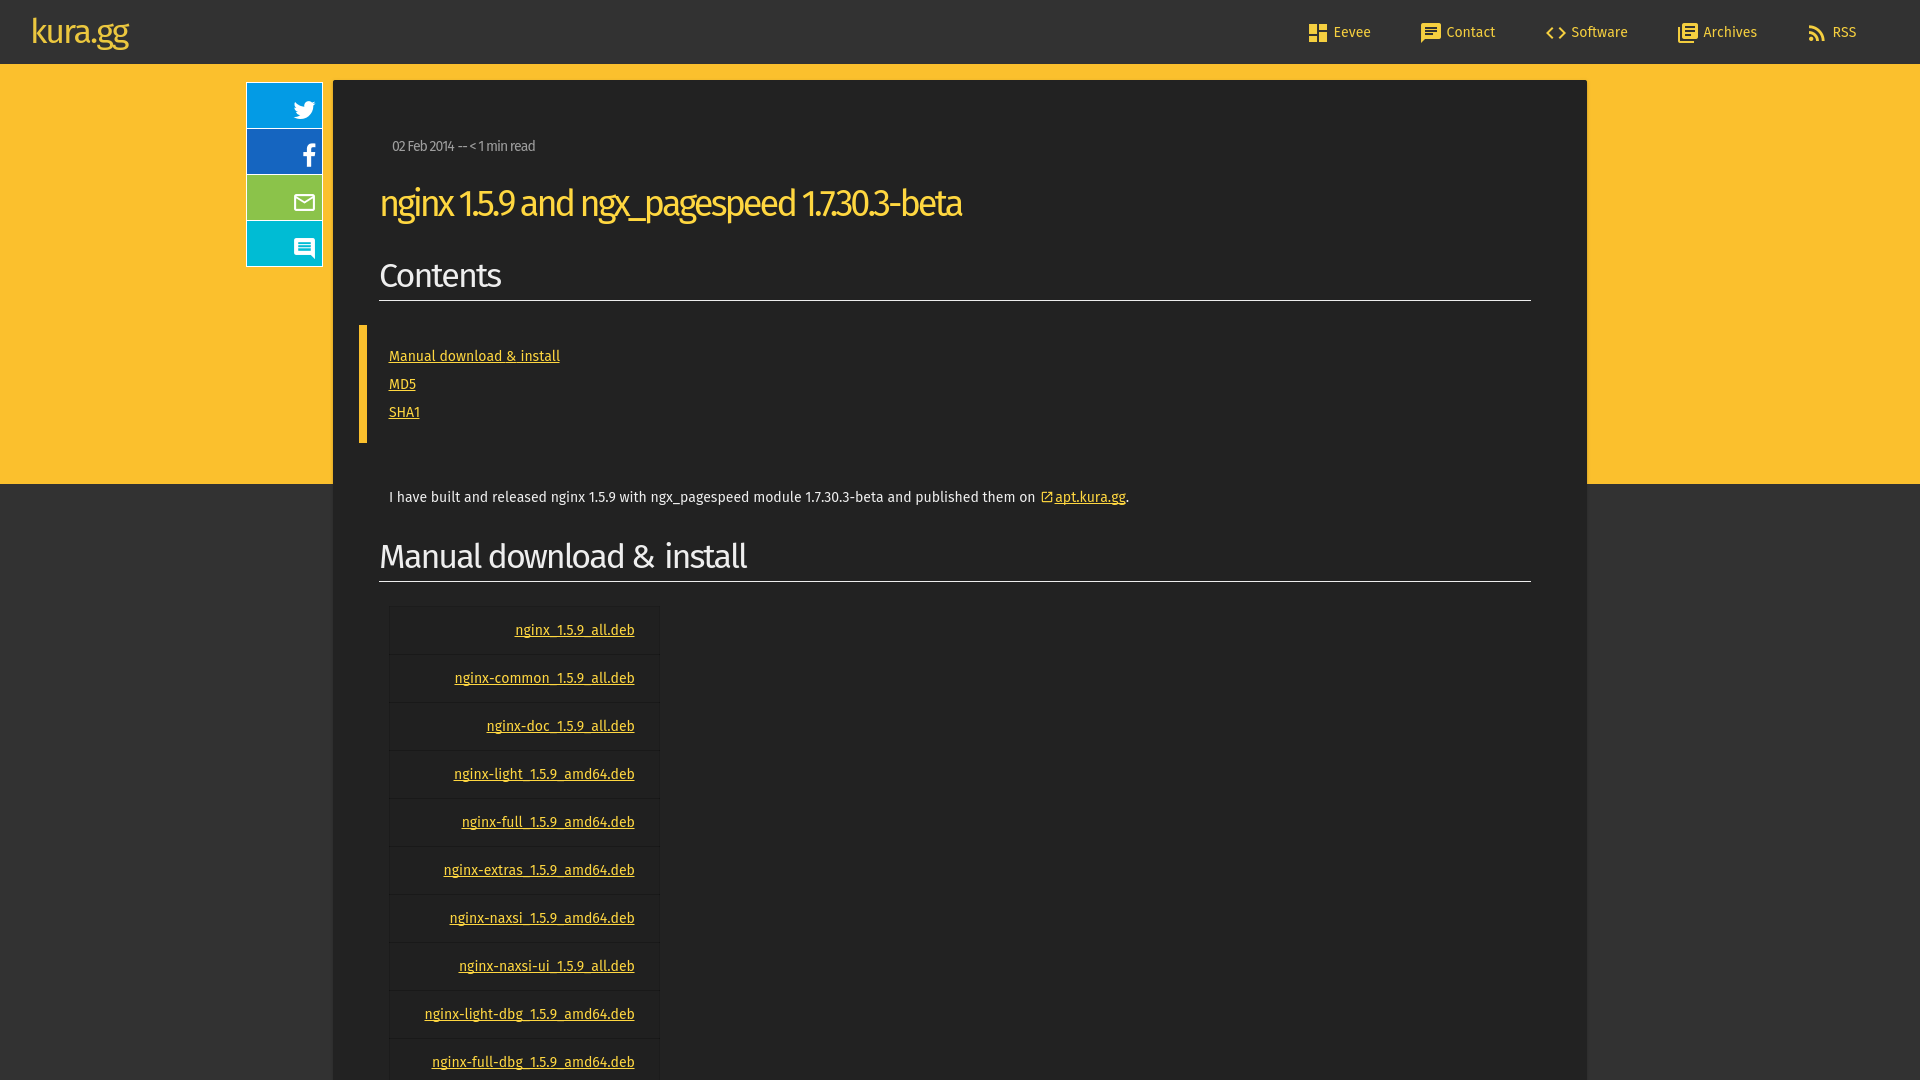 kura.gg
Eevee
Contact
Software
Archives
RSS
02 Feb 2014 -- < 1 min read
nginx 1.5.9 and ngx_pagespeed 1.7.30.3-beta
Contents
Manual download & install
MD5
SHA1
I have built and released nginx 1.5.9 with ngx_pagespeed module 1.7.30.3-beta and published them on apt.kura.gg.
Manual download & install
nginx_1.5.9_all.deb
nginx-common_1.5.9_all.deb
nginx-doc_1.5.9_all.deb
nginx-light_1.5.9_amd64.deb
nginx-full_1.5.9_amd64.deb
nginx-extras_1.5.9_amd64.deb
nginx-naxsi_1.5.9_amd64.deb
nginx-naxsi-ui_1.5.9_all.deb
nginx-light-dbg_1.5.9_amd64.deb
nginx-full-dbg_1.5.9_amd64.deb